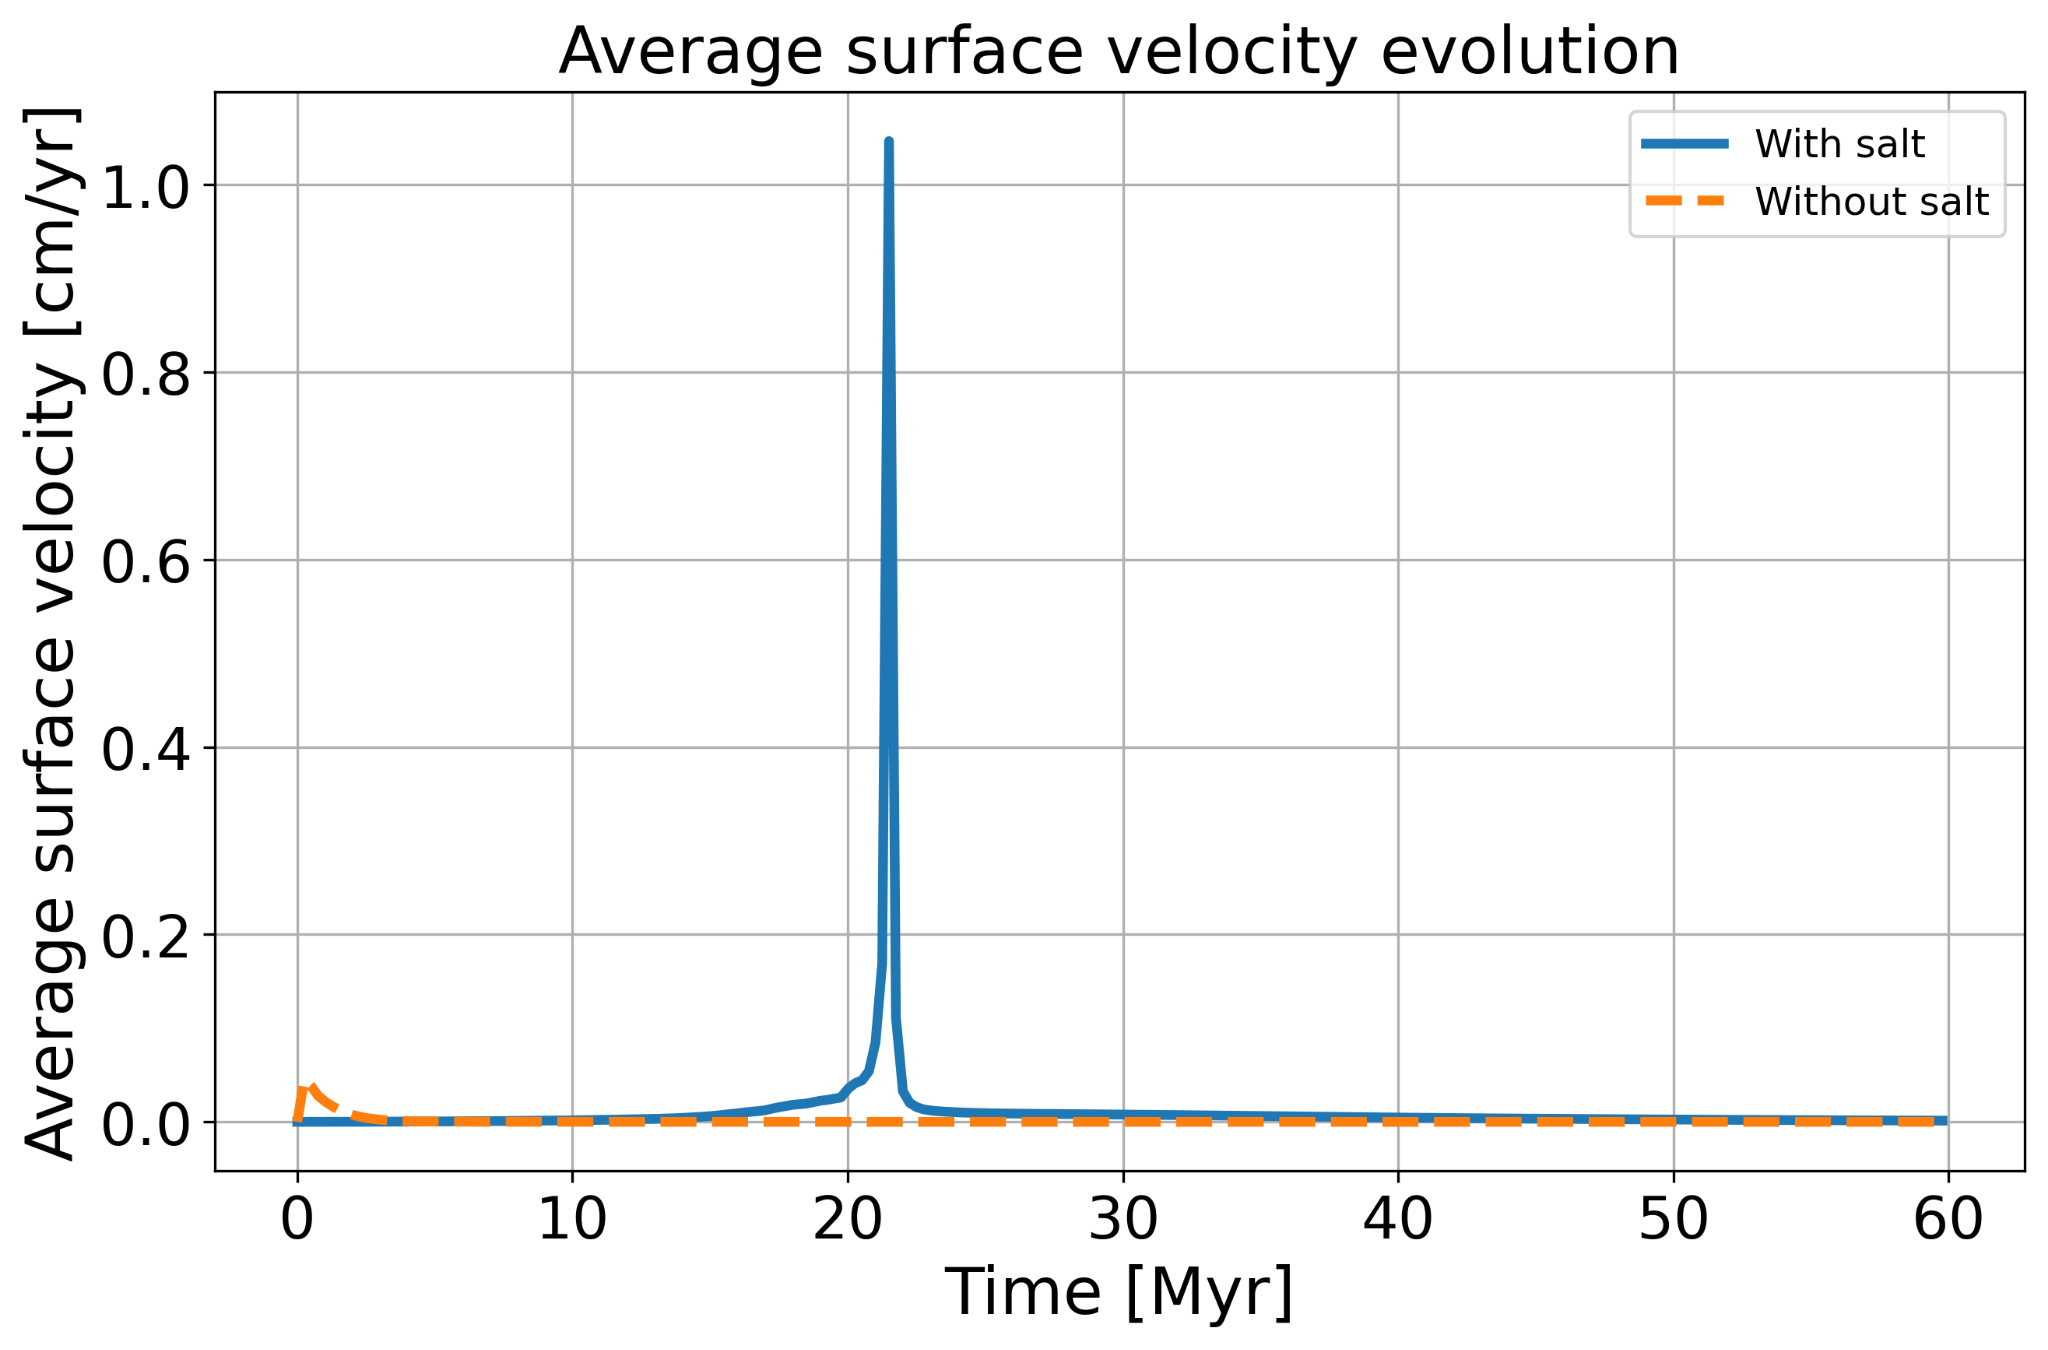 Average surface velocity evolution
Average surface velocity [cm/yr]
1.0
0.8
0.6
0.4
0.2
0.0
With salt
Without salt
0 10 20 30 40 50 60
Time [Myr]